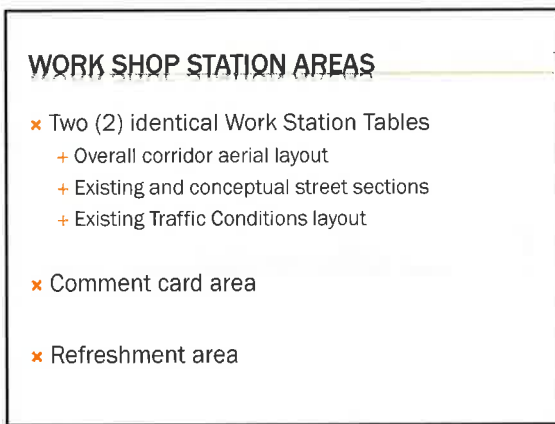 WORK SHOP STATION AREAS
× Two (2) identical Work Station Tables
+ Overall corridor aerial layout
+ Existing and conceptual street sections
+ Existing Traffic Conditions layout
× Comment card area
× Refreshment area